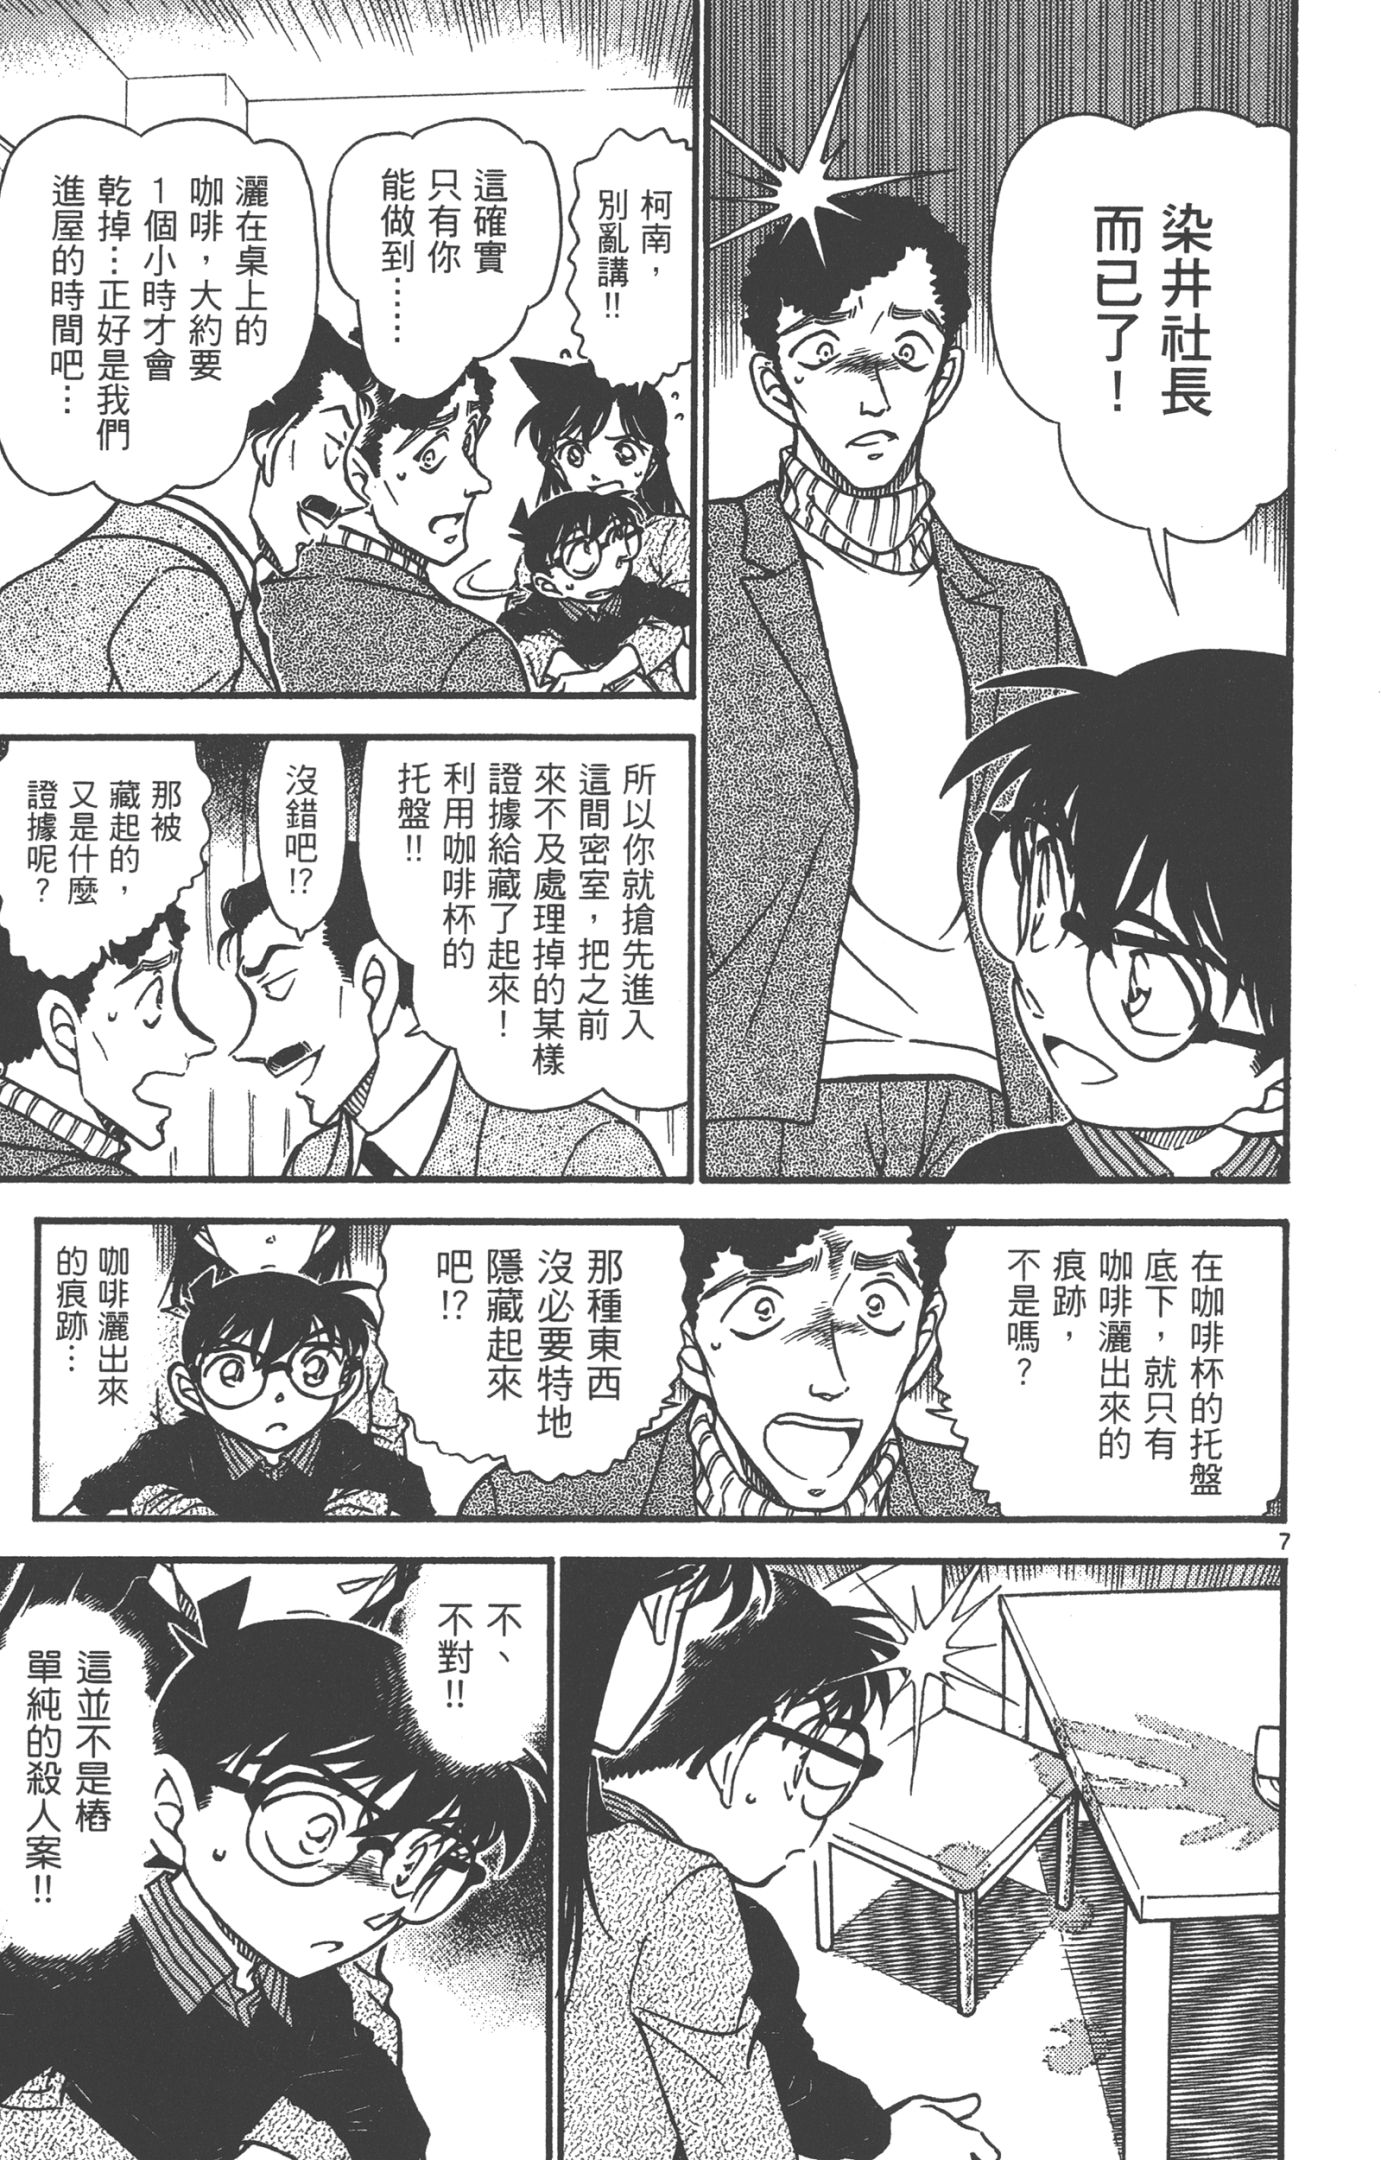 染井社長
而已了！
柯南，
別亂講!!
這確實
只有你
能做到……
灑在桌上的
咖啡，大約要
1個小時才會
乾掉…正好是我們
進屋的時間吧…
所以你就搶先進入
這間密室，把之前
來不及處理掉的某樣
證據給藏了起來！
利用咖啡杯的
托盤!!
沒錯吧!?
那被
藏起的，
又是什麼
證據呢？
在咖啡杯的托盤
底下，就只有
咖啡灑出來的
痕跡，
不是嗎？
那種東西
沒必要特地
隱藏起來
吧!?
咖啡灑出來
的痕跡…
7
不、
不對!!
這並不是樁
單純的殺人案!!